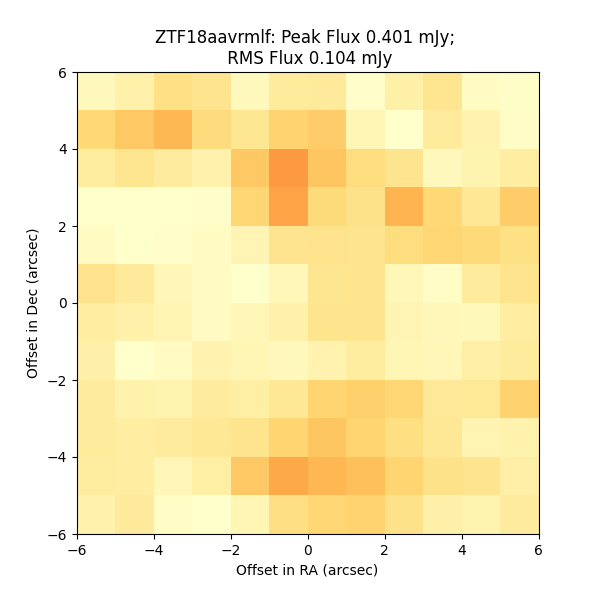 ZTF18aavrmlf: Peak Flux 0.401 mJy;
RMS Flux 0.104 mJy
6
4
2
0
−2
−4
−6
Offset in Dec (arcsec)
−6 −4 −2 0 2 4 6
Offset in RA (arcsec)